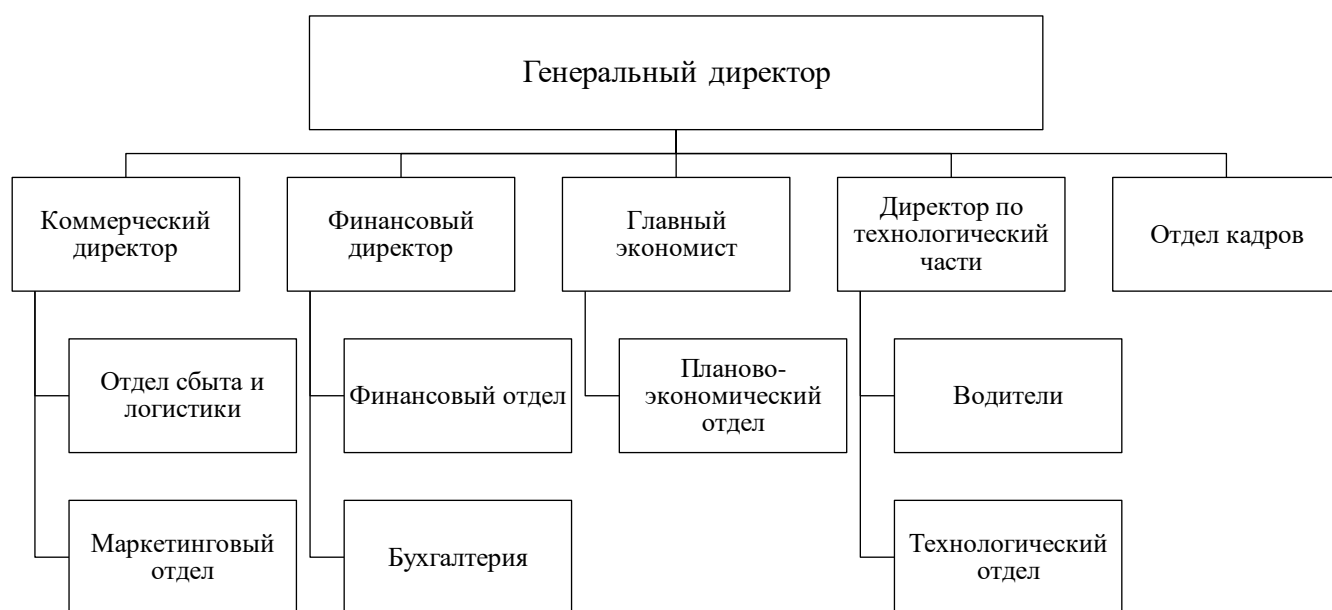 Генеральный директор
Коммерческий
директор
Финансовый
директор
Главный
экономист
Директор по
технологический
части
Отдел кадров
Отдел сбыта и
логистики
Финансовый отдел
Планово-
экономический
отдел
Водители
Маркетинговый
отдел
Бухгалтерия
Технологический
отдел